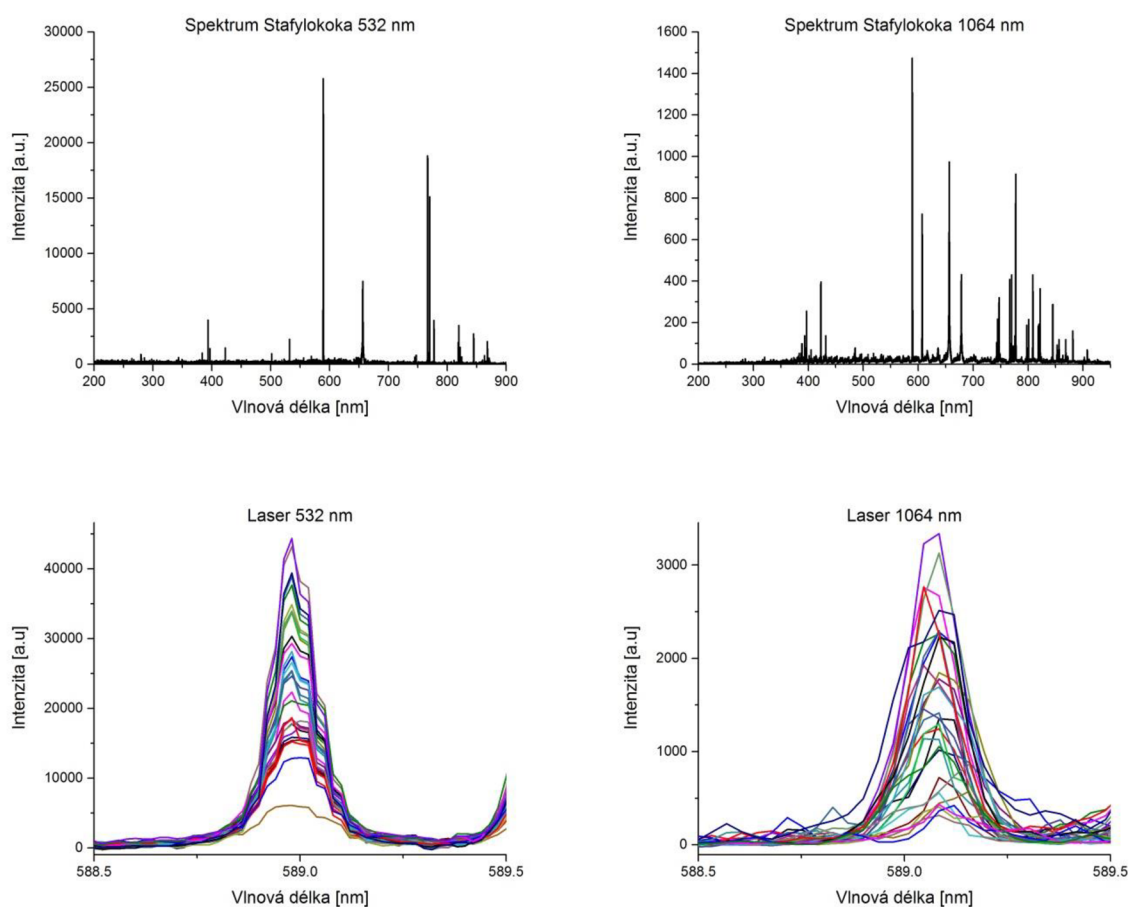 Spektrum Stafylokoka 532 nm
30000
25000
20000
15000
10000
5000
0
Intenzita [a.u.]
200 300 400 500 600 700 800 900
Vlnová délka [nm]
Spektrum Stafylokoka 1064 nm
1600
1400
1200
1000
800
600
400
200
0
Intenzita [a.u.]
200 300 400 500 600 700 800 900
Vlnová délka [nm]
Laser 532 nm
40000
30000
20000
10000
0
Intenzita [a.u]
588.5 589.0 589.5
Vlnová délka [nm]
Laser 1064 nm
3000
2000
1000
0
Intenzita [a.u]
588.5 589.0 589.5
Vlnová délka [nm]